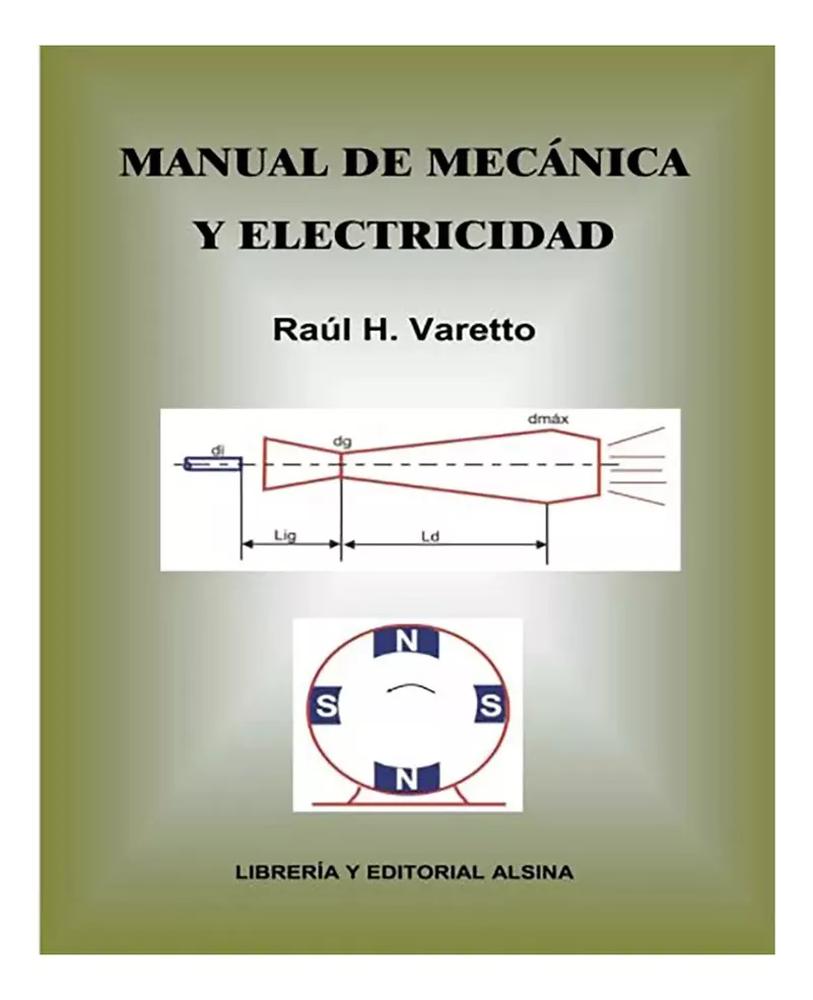 MANUAL DE MECÁNICA
Y ELECTRICIDAD
Raúl H. Varetto
dmáx
dg
di
Lig
Ld
N
S
S
N
LIBRERÍA Y EDITORIAL ALSINA